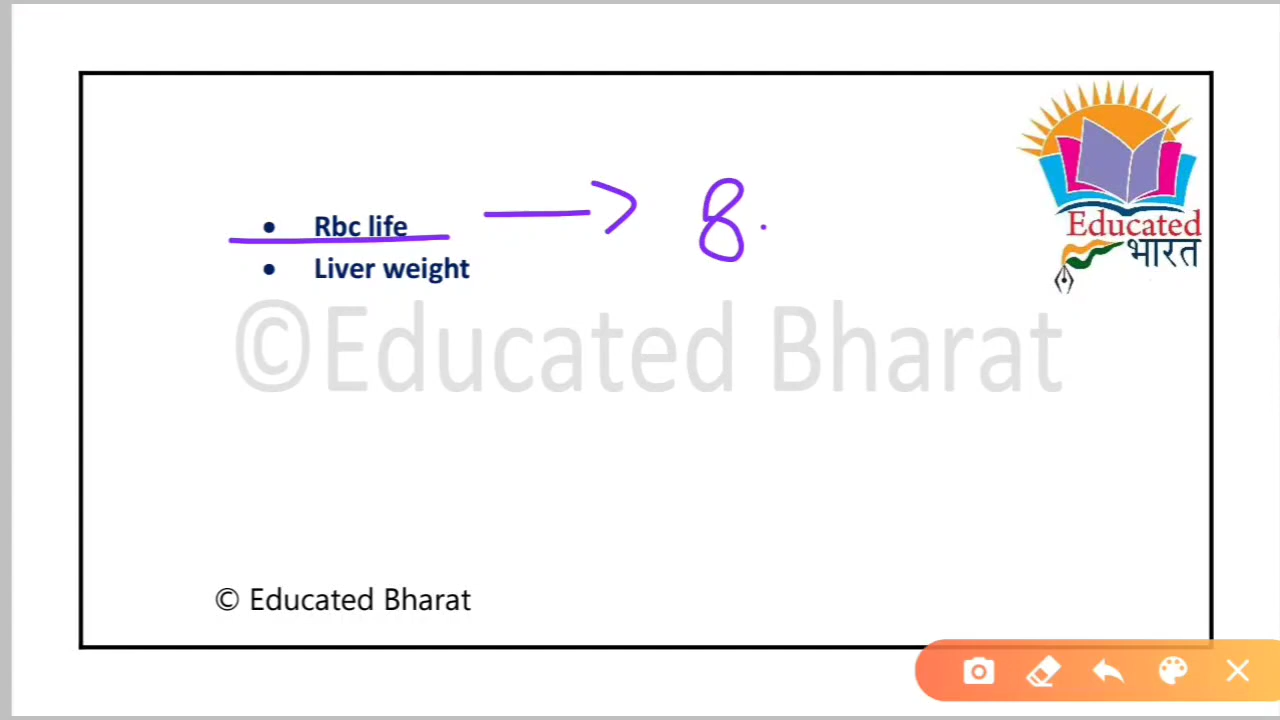 • Rbc life
8.
• Liver weight
Educated
भारत
©Educated Bharat
© Educated Bharat